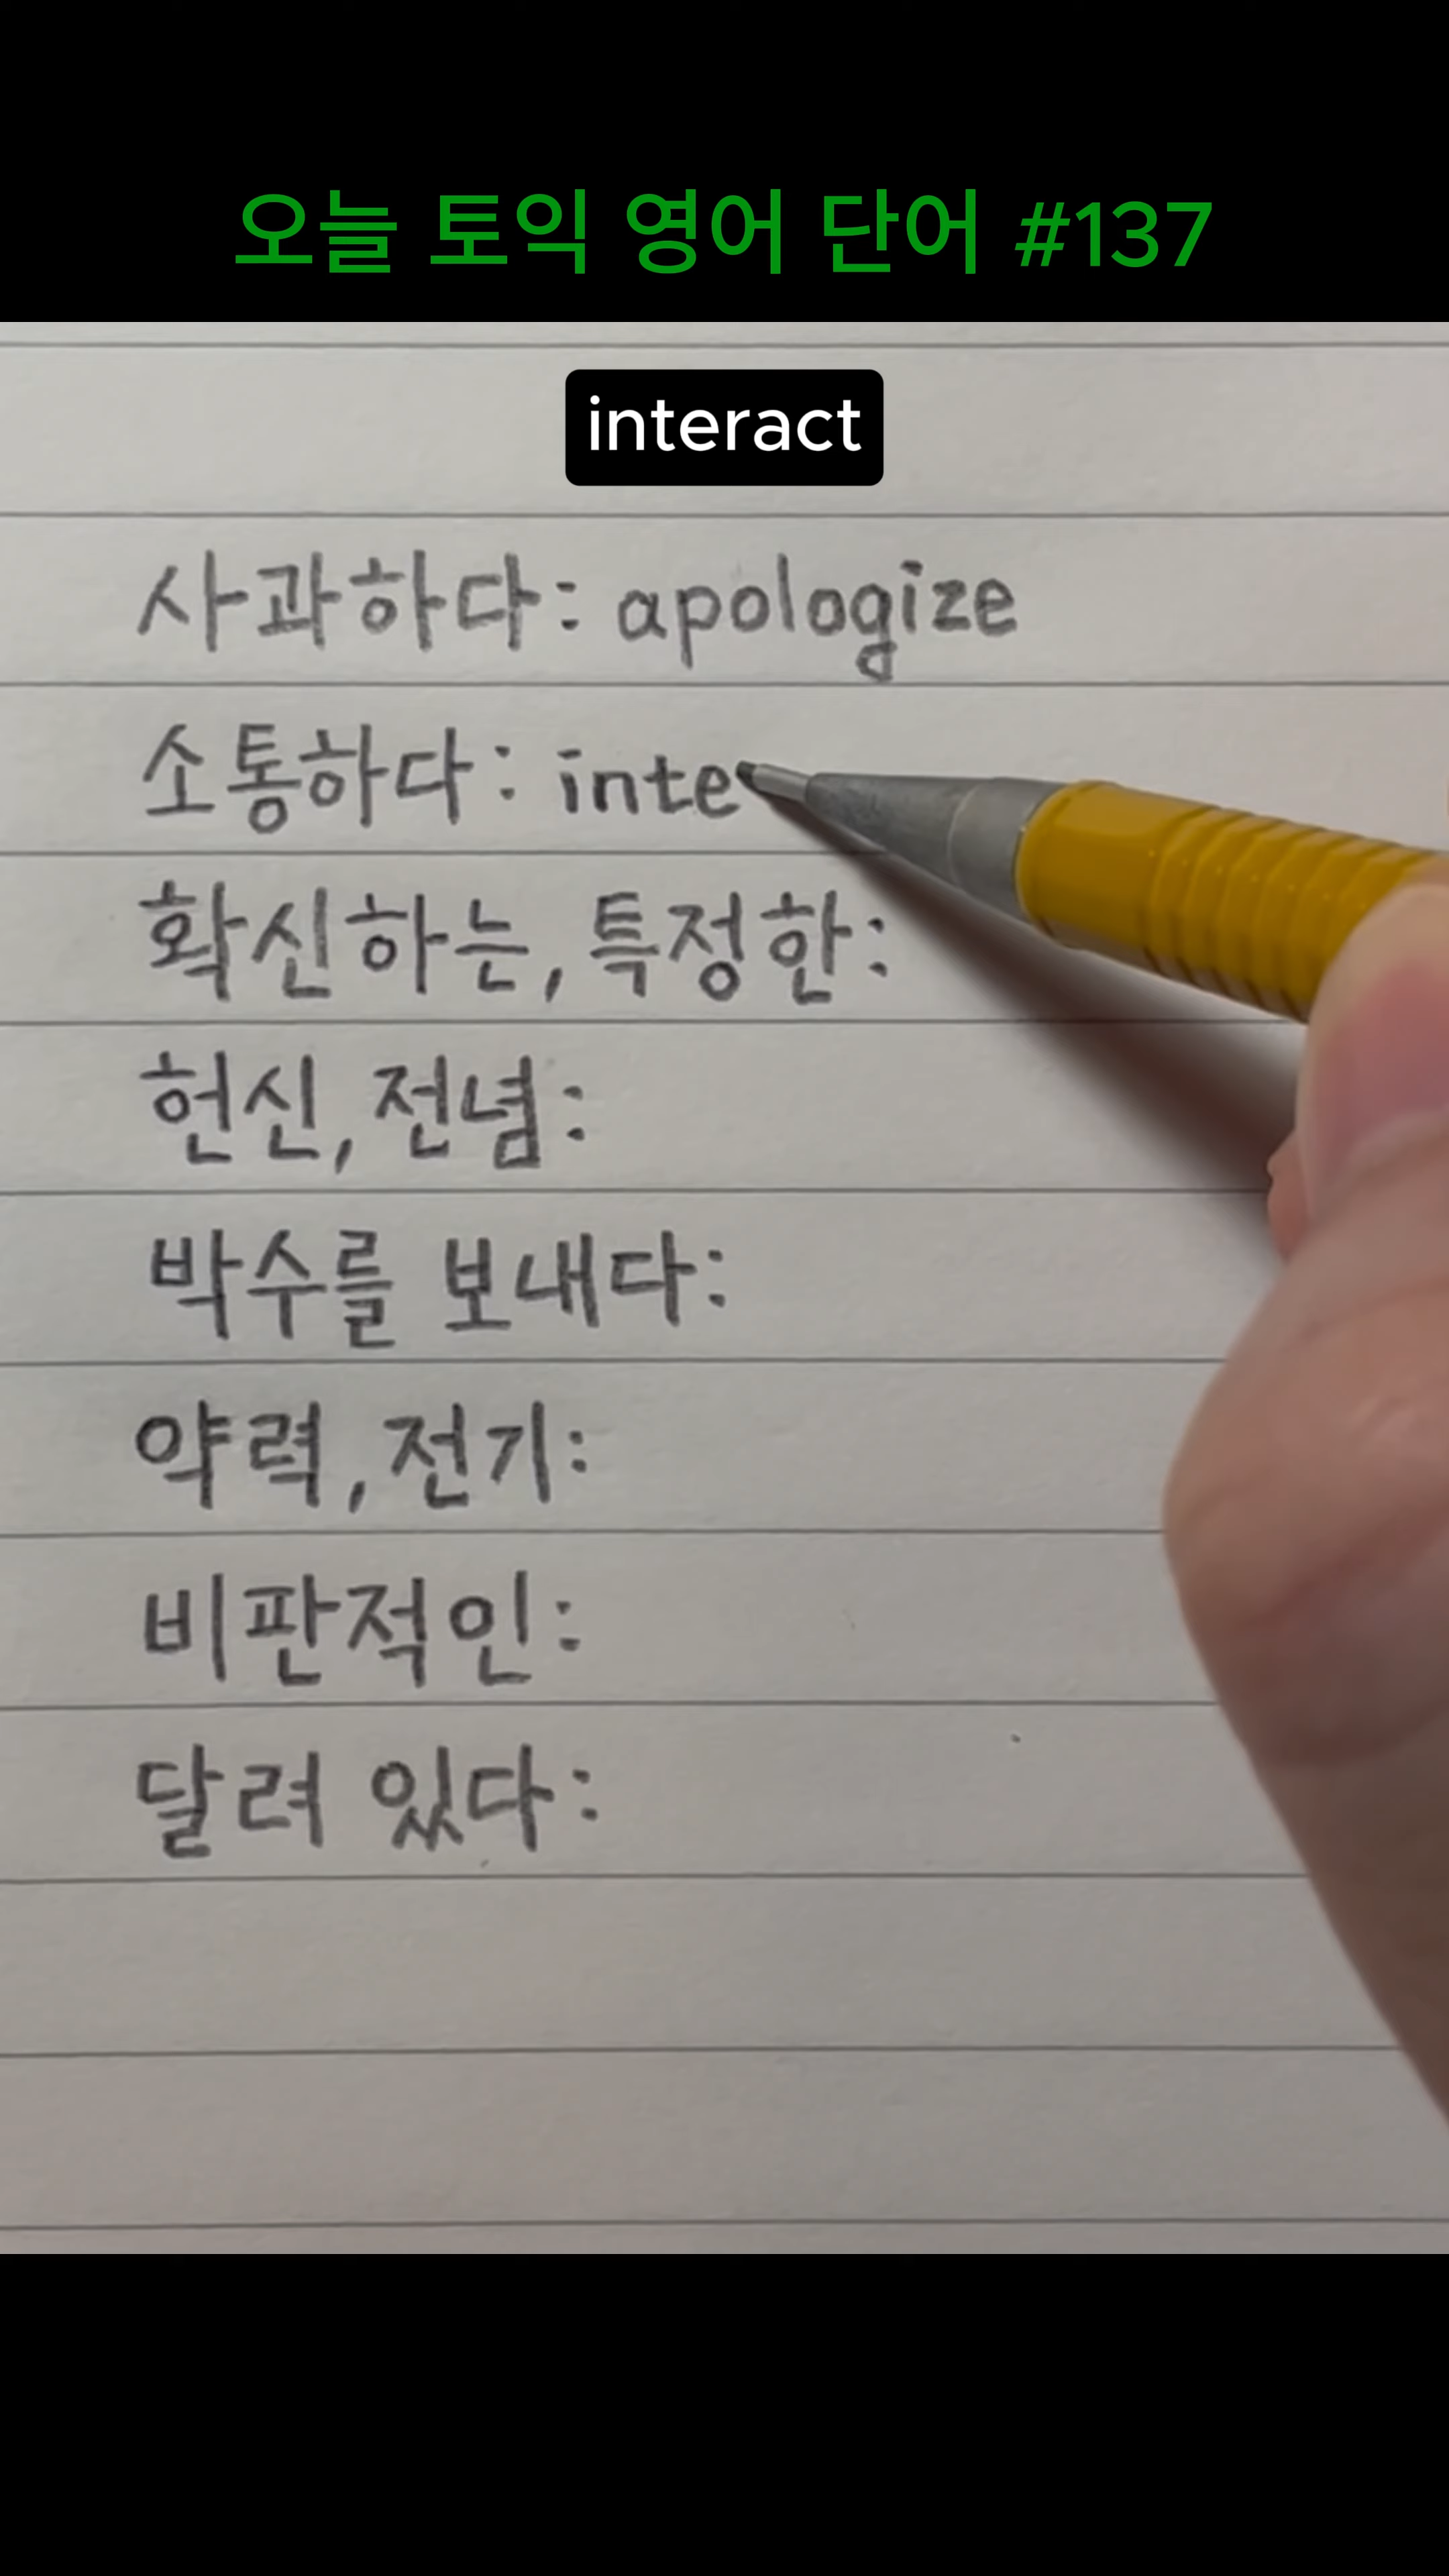 오늘 토익 영어 단어 #137
interact
사과하다: apologize
소통하다: inte
확신하는, 특정한:
헌신, 전념:
박수를 보내다:
약력, 전기:
비판적인:
달려 있다: